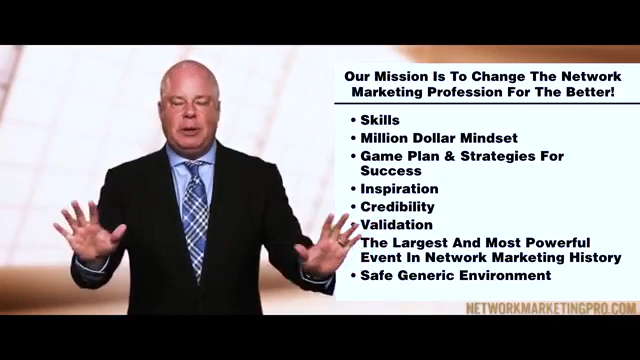 Our Mission Is To Change The Network
Marketing Profession For The Better!
• Skills
• Million Dollar Mindset
• Game Plan & Strategies For
Success
• Inspiration
• Credibility
• Validation
• The Largest And Most Powerful
Event In Network Marketing History
• Safe Generic Environment
NETWORKMARKETINGPRO.COM